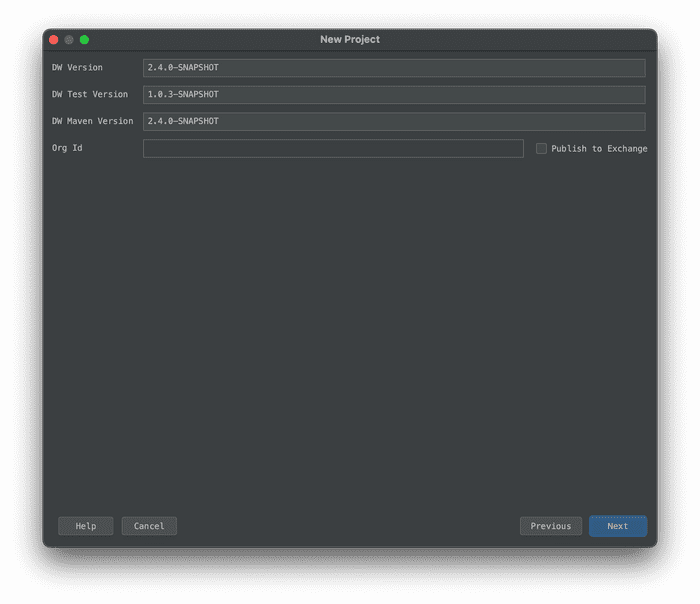 New Project
DW Version 2.4.0-SNAPSHOT
DW Test Version 1.0.3-SNAPSHOT
DW Maven Version 2.4.0-SNAPSHOT
Org Id Publish to Exchange
Help Cancel Previous Next